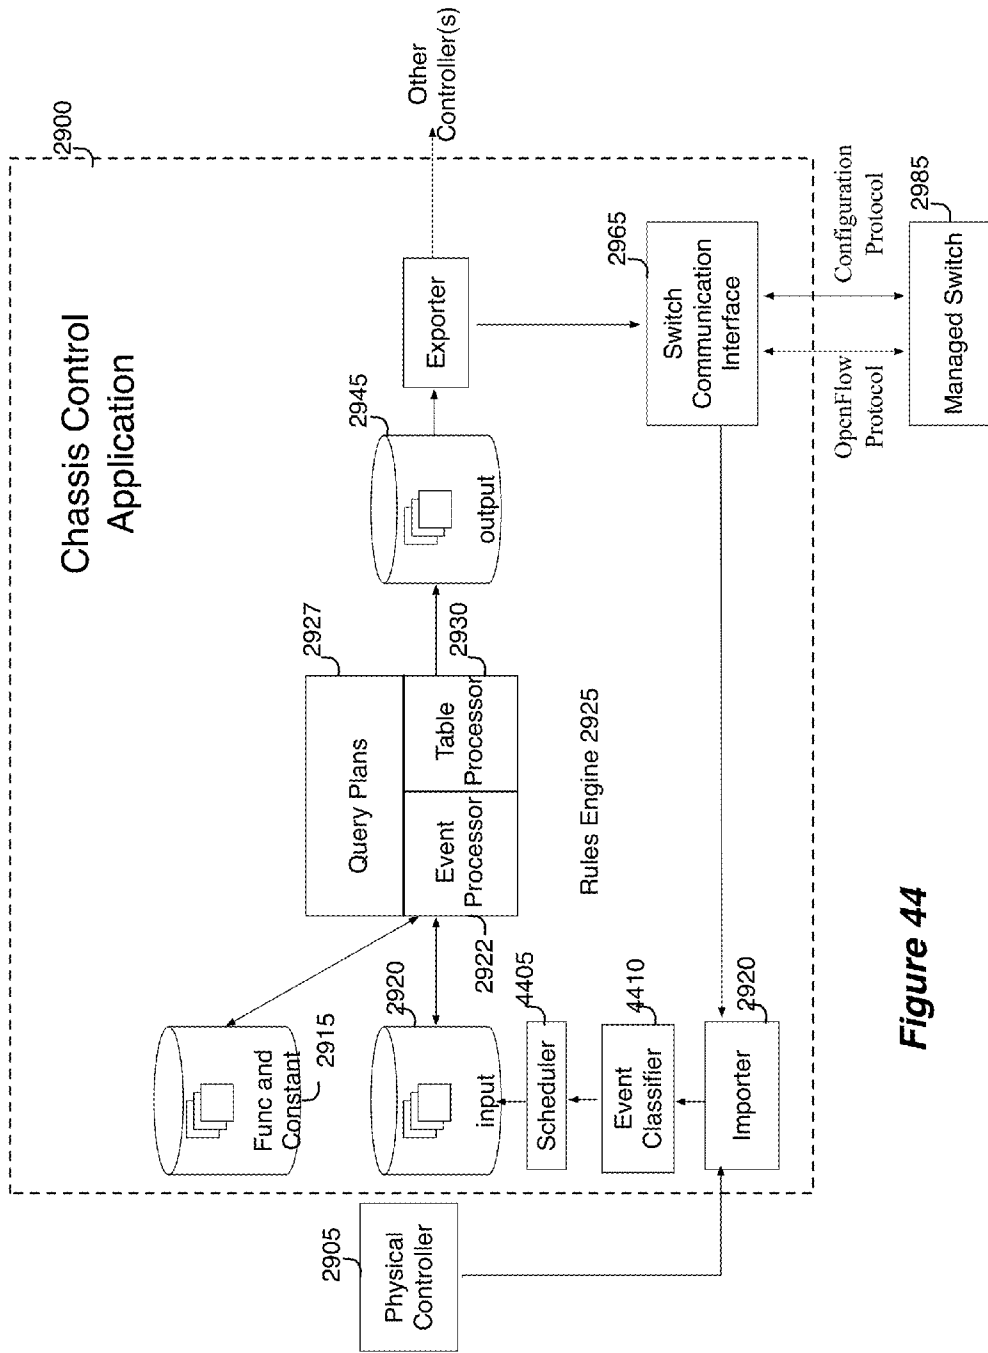 Chassis Control
Application
2900
Other
Controller(s)
2905
Physical
Controller
2915
Func and
Constant
2920
input
2927
Query Plans
Event
Processor
Table
Processor
2922
2930
2945
output
Exporter
4405
Scheduler
Rules Engine 2925
4410
Event
Classifier
2965
Switch
Communication
Interface
2920
Importer
OpenFlow
Protocol
Configuration
Protocol
2985
Managed Switch
Figure 44